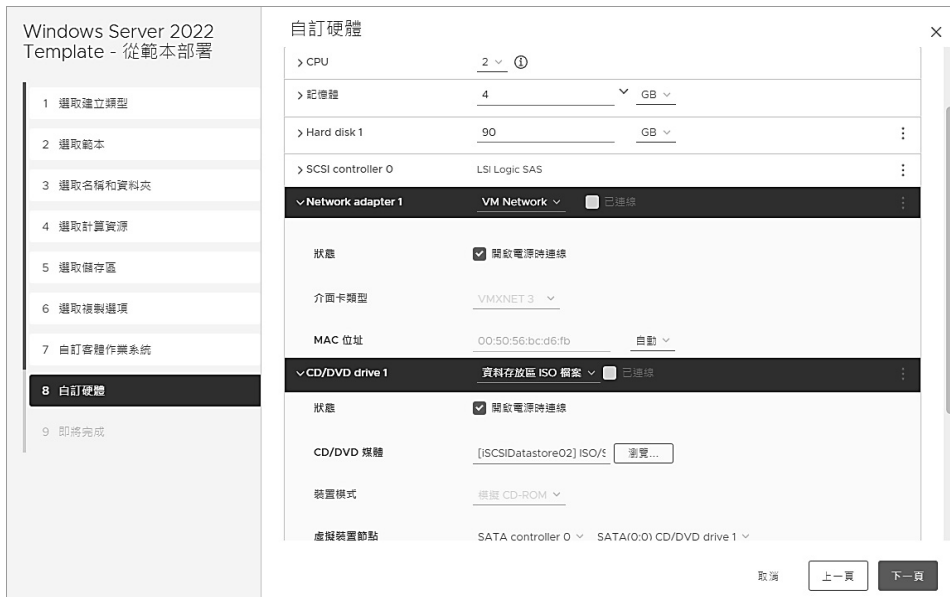 Windows Server 2022
Template - 從範本部署
1 選取建立類型
2 選取範本
3 選取名稱和資料夾
4 選取計算資源
5 選取儲存區
6 選取複製選項
7 自訂客體作業系統
8 自訂硬體
9 即將完成
自訂硬體
CPU 2
記憶體 4 GB
Hard disk 1 90 GB
SCSI controller 0 LSI Logic SAS
Network adapter 1 VM Network 已連線
狀態 開啟電源時連線
介面卡類型 VMXNET 3
MAC 位址 00:50:56:bc:d6:fb 自動
CD/DVD drive 1 資料存放區 ISO 檔案 已連線
狀態 開啟電源時連線
CD/DVD 媒體 [iSCSIDatastore02] ISO/S 瀏覽...
裝置模式 模擬 CD-ROM
虛擬裝置節點 SATA controller 0 SATA(0:0) CD/DVD drive 1
取消 上一頁 下一頁